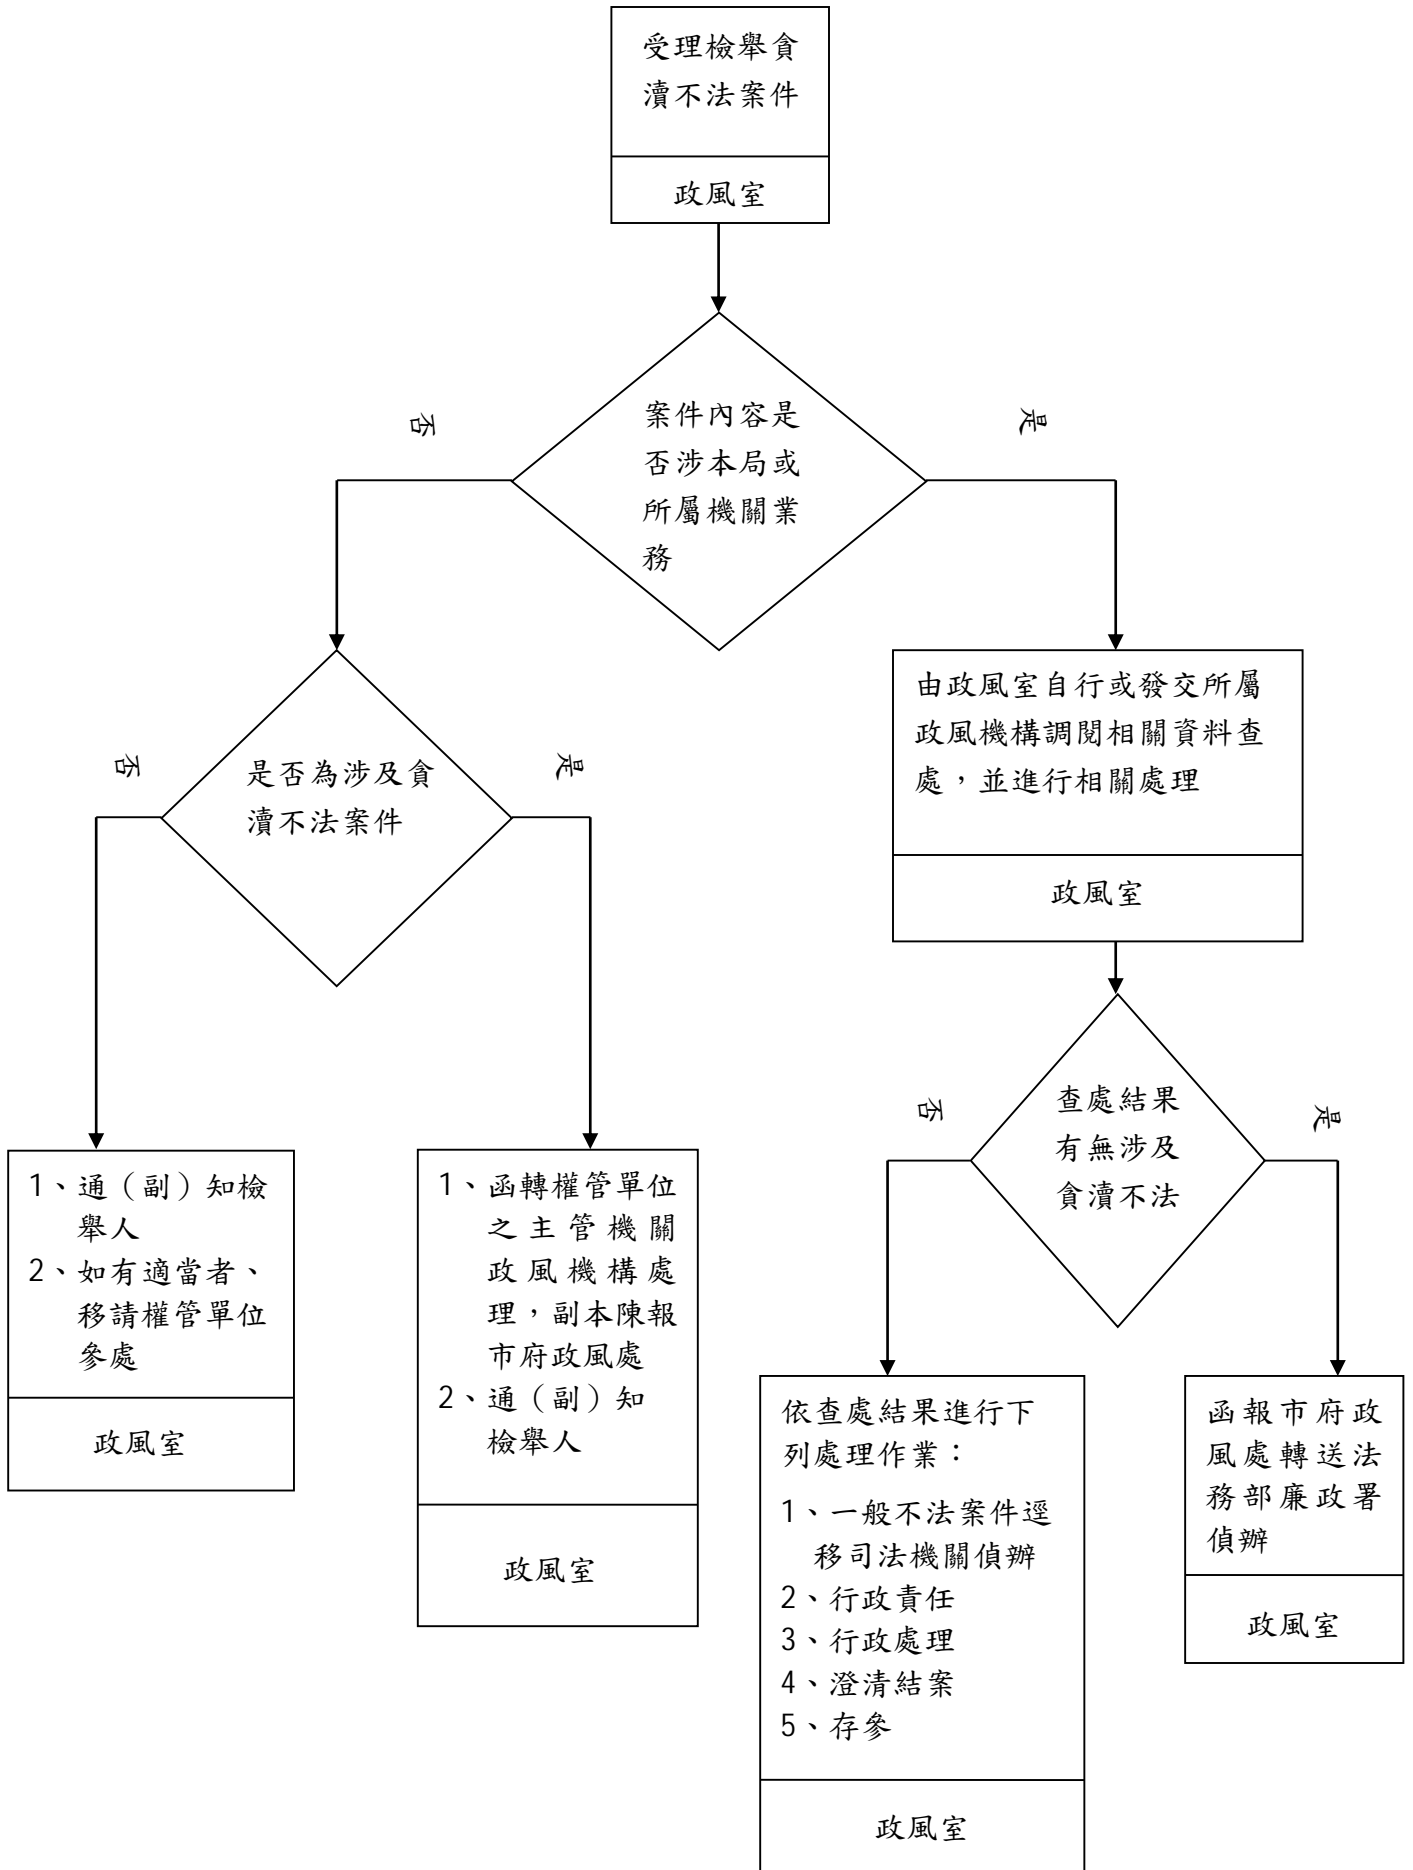 受理檢舉貪
瀆不法案件
政風室
案件內容是
否涉本局或
所屬機關業
務
否
是
是否為涉及貪
瀆不法案件
否
是
由政風室自行或發交所屬
政風機構調閱相關資料查
處，並進行相關處理
政風室
查處結果
有無涉及
貪瀆不法
否
是
1、通（副）知檢
舉人
2、如有適當者、
移請權管單位
參處
政風室
1、函轉權管單位
之主管機關
政風機構處
理，副本陳報
市府政風處
2、通（副）知
檢舉人
政風室
依查處結果進行下
列處理作業：
1、一般不法案件逕
移司法機關偵辦
2、行政責任
3、行政處理
4、澄清結案
5、存參
政風室
函報市府政
風處轉送法
務部廉政署
偵辦
政風室